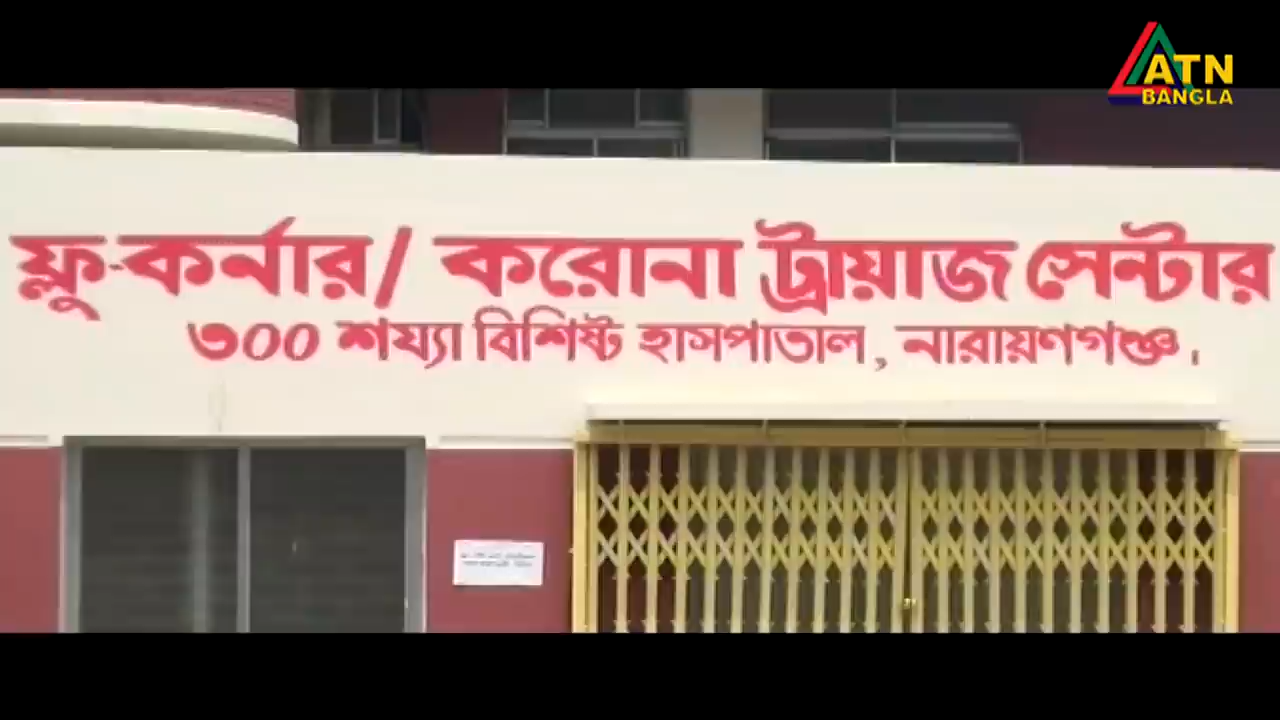 ATN
BANGLA
ফ্লু-কর্নার/ করোনা ট্রায়াজ সেন্টার
৩০০ শয্যা বিশিষ্ট হাসপাতাল, নারায়ণগঞ্জ।